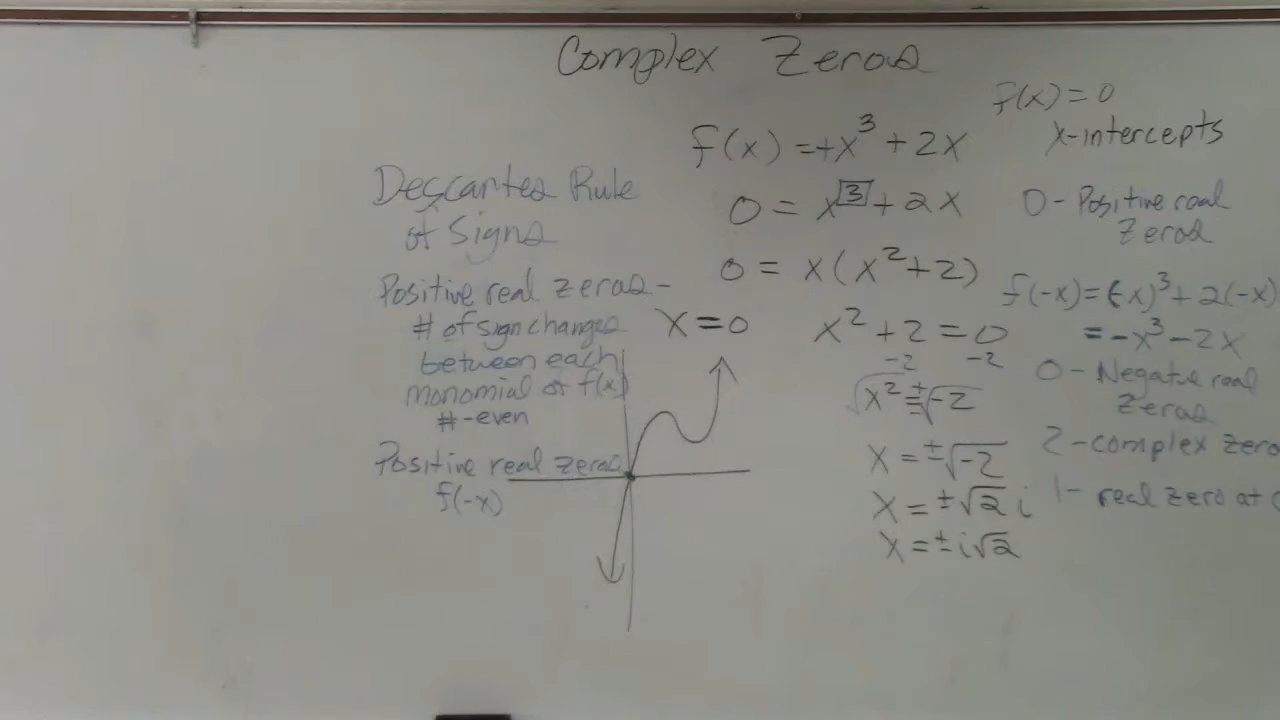 Complex Zeros
f(x)=0
x-intercepts
f(x)=+x³+2x
0=x³+2x
0=x(x²+2)
x=0
x²+2=0
-2 -2
√x²=±√-2
x=±√-2
x=±√2 i
x=±i√2
Descartes Rule
of Signs
Positive real zeros-
# of sign changes
between each
monomial of f(x)
#-even
Positive real zeros
f(-x)
0-Positive real
Zeros
f(-x)=(-x)³+2(-x)
=-x³-2x
0-Negative real
Zeros
2-complex zero
1-real zero at